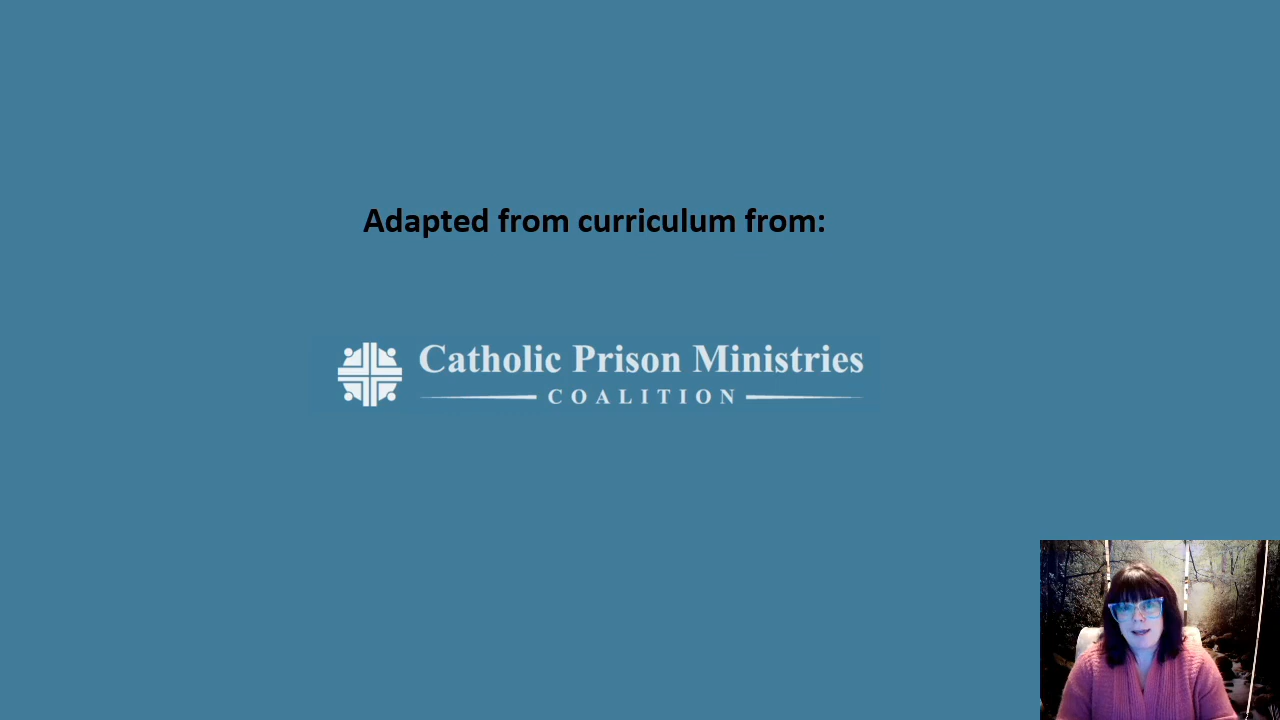 Adapted from curriculum from:
Catholic Prison Ministries
COALITION